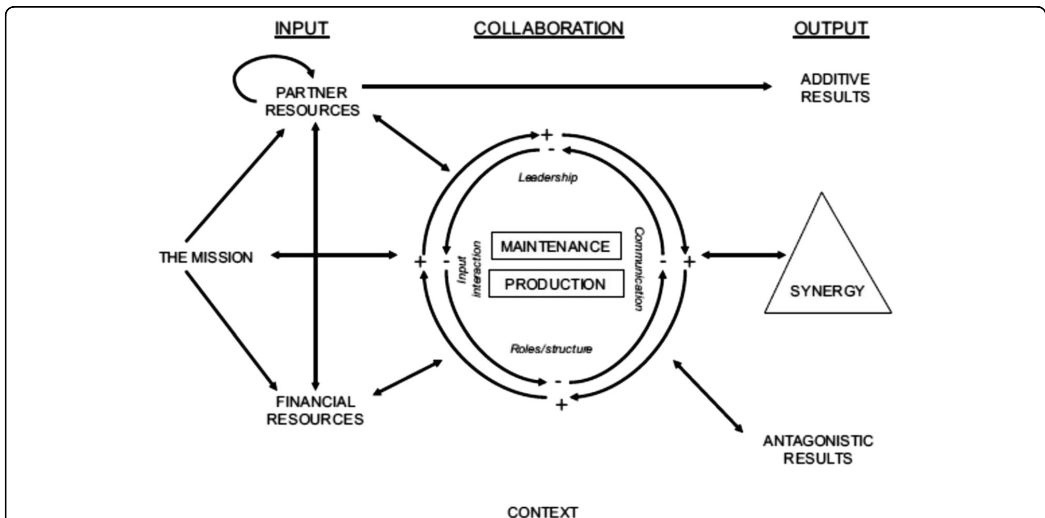 INPUT
COLLABORATION
OUTPUT
PARTNER
RESOURCES
ADDITIVE
RESULTS
+
-
Leadership
THE MISSION
+
-
Input
interaction
MAINTENANCE
PRODUCTION
Communication
-
+
SYNERGY
Roles/structure
-
+
FINANCIAL
RESOURCES
ANTAGONISTIC
RESULTS
CONTEXT